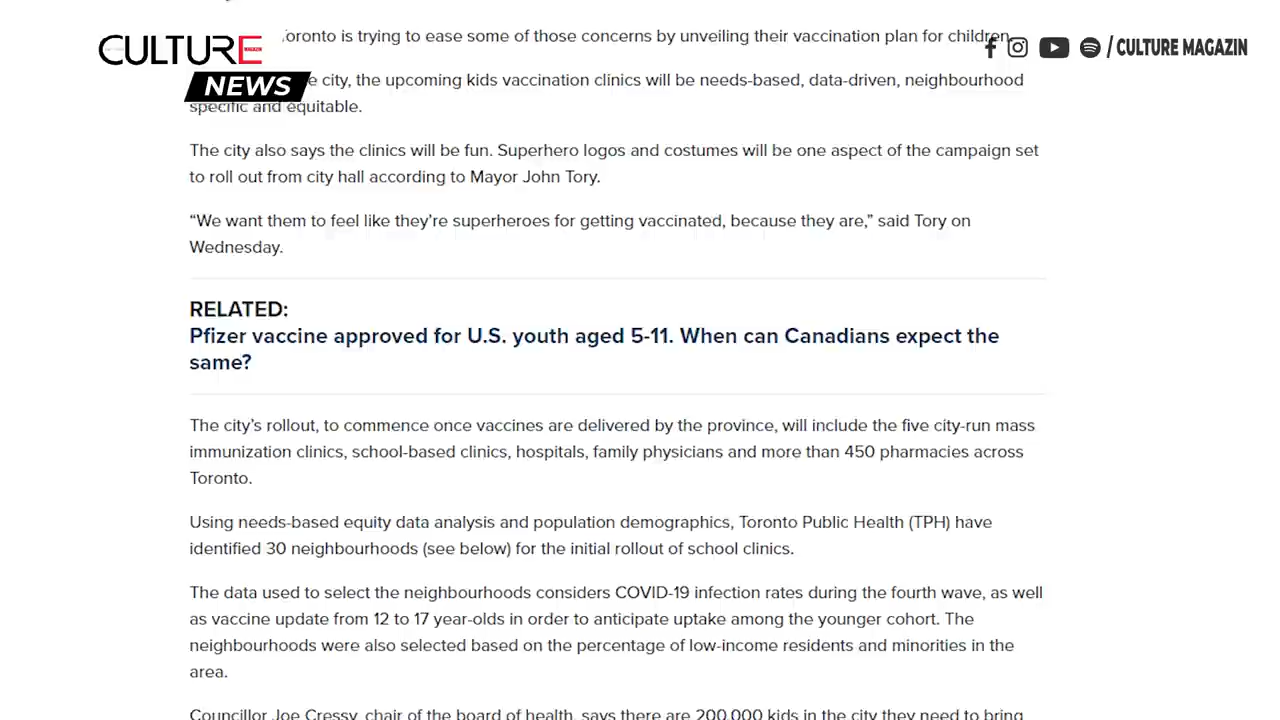 CULTURE
NEWS
/ CULTURE MAGAZIN
oronto is trying to ease some of those concerns by unveiling their vaccination plan for children.
e city, the upcoming kids vaccination clinics will be needs-based, data-driven, neighbourhood
specific and equitable.
The city also says the clinics will be fun. Superhero logos and costumes will be one aspect of the campaign set
to roll out from city hall according to Mayor John Tory.
“We want them to feel like they’re superheroes for getting vaccinated, because they are,” said Tory on
Wednesday.
RELATED:
Pfizer vaccine approved for U.S. youth aged 5-11. When can Canadians expect the
same?
The city’s rollout, to commence once vaccines are delivered by the province, will include the five city-run mass
immunization clinics, school-based clinics, hospitals, family physicians and more than 450 pharmacies across
Toronto.
Using needs-based equity data analysis and population demographics, Toronto Public Health (TPH) have
identified 30 neighbourhoods (see below) for the initial rollout of school clinics.
The data used to select the neighbourhoods considers COVID-19 infection rates during the fourth wave, as well
as vaccine update from 12 to 17 year-olds in order to anticipate uptake among the younger cohort. The
neighbourhoods were also selected based on the percentage of low-income residents and minorities in the
area.
Councillor Joe Cressy, chair of the board of health, says there are 200,000 kids in the city they need to bring